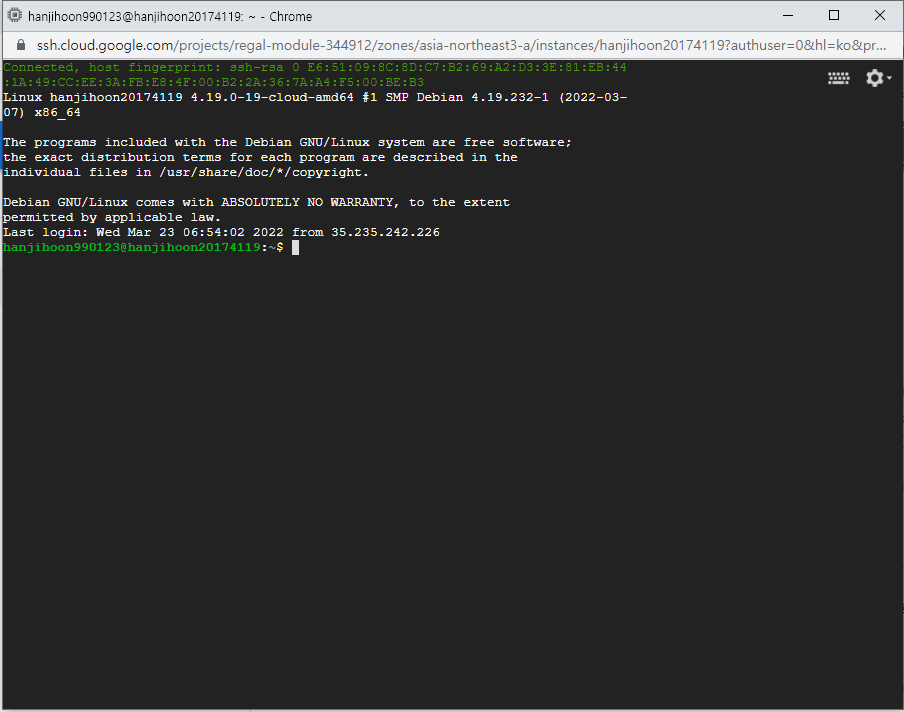 hanjihoon990123@hanjihoon20174119: ~ - Chrome
ssh.cloud.google.com/projects/regal-module-344912/zones/asia-northeast3-a/instances/hanjihoon20174119?authuser=0&hl=ko&pr...
Connected, host fingerprint: ssh-rsa 0 E6:51:09:8C:8D:C7:B2:69:A2:D3:3E:81:EB:44
:1A:49:CC:EE:3A:FB:E8:4F:00:B2:2A:36:7A:A4:F5:00:BE:B3
Linux hanjihoon20174119 4.19.0-19-cloud-amd64 #1 SMP Debian 4.19.232-1 (2022-03-
07) x86_64
The programs included with the Debian GNU/Linux system are free software;
the exact distribution terms for each program are described in the
individual files in /usr/share/doc/*/copyright.
Debian GNU/Linux comes with ABSOLUTELY NO WARRANTY, to the extent
permitted by applicable law.
Last login: Wed Mar 23 06:54:02 2022 from 35.235.242.226
hanjihoon990123@hanjihoon20174119:~$